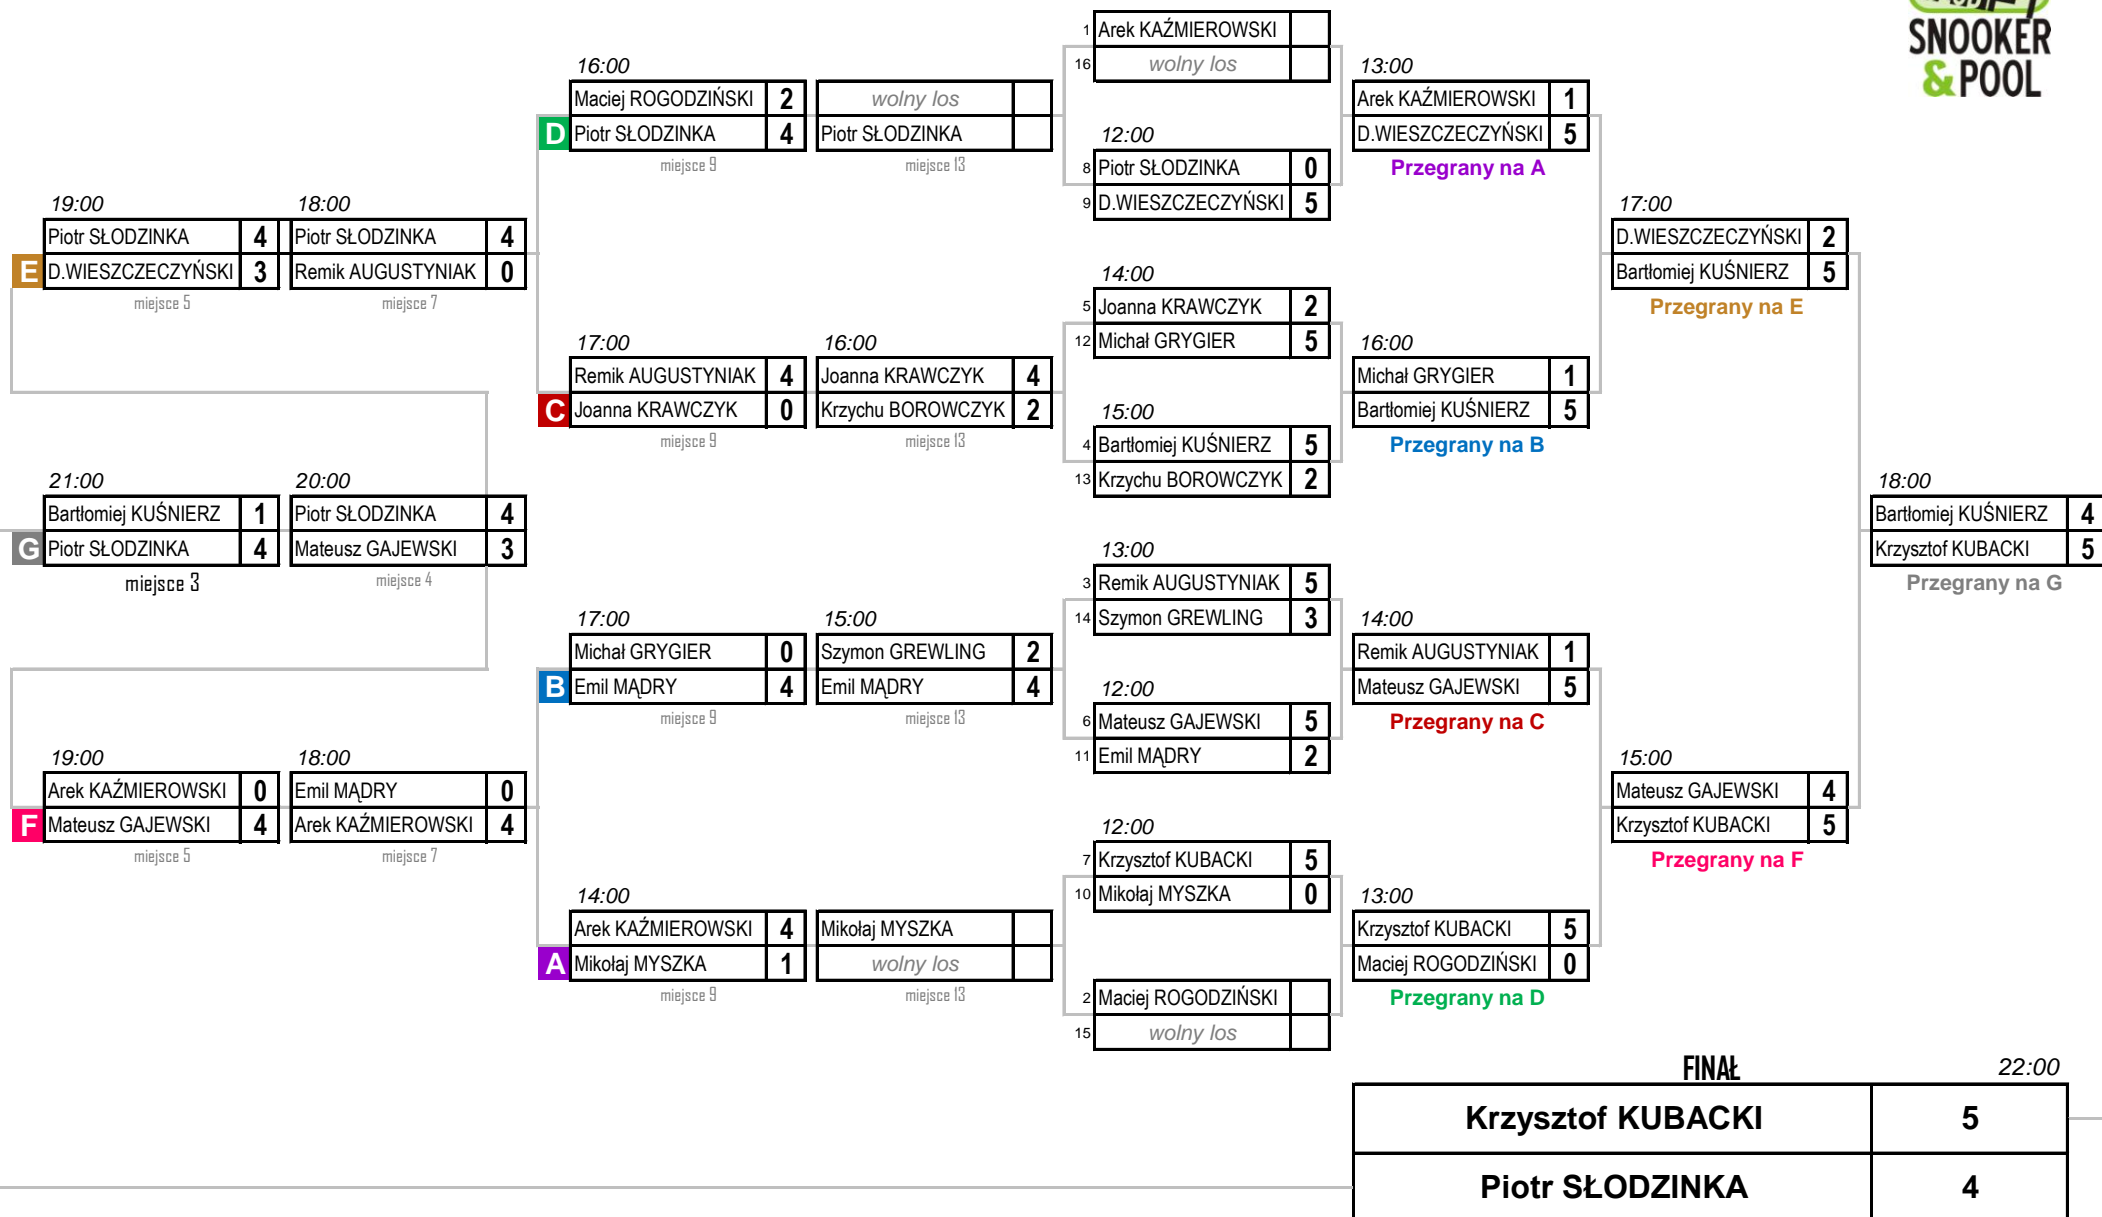 SNOOKER
& POOL
1 Arek KAŹMIEROWSKI
16 wolny los
16:00
13:00
Maciej ROGODZIŃSKI 2
wolny los
Arek KAŹMIEROWSKI 1
D Piotr SŁODZINKA 4
Piotr SŁODZINKA
12:00
D.WIESZCZECZYŃSKI 5
miejsce 9
miejsce 13
8 Piotr SŁODZINKA 0
Przegrany na A
9 D.WIESZCZECZYŃSKI 5
19:00
18:00
17:00
Piotr SŁODZINKA 4
Piotr SŁODZINKA 4
D.WIESZCZECZYŃSKI 2
E D.WIESZCZECZYŃSKI 3
Remik AUGUSTYNIAK 0
14:00
Bartłomiej KUŚNIERZ 5
miejsce 5
miejsce 7
5 Joanna KRAWCZYK 2
Przegrany na E
12 Michał GRYGIER 5
17:00
16:00
16:00
Remik AUGUSTYNIAK 4
Joanna KRAWCZYK 4
Michał GRYGIER 1
C Joanna KRAWCZYK 0
Krzychu BOROWCZYK 2
15:00
Bartłomiej KUŚNIERZ 5
miejsce 9
miejsce 13
4 Bartłomiej KUŚNIERZ 5
Przegrany na B
13 Krzychu BOROWCZYK 2
21:00
20:00
18:00
Bartłomiej KUŚNIERZ 1
Piotr SŁODZINKA 4
Bartłomiej KUŚNIERZ 4
G Piotr SŁODZINKA 4
Mateusz GAJEWSKI 3
13:00
Krzysztof KUBACKI 5
miejsce 3
miejsce 4
3 Remik AUGUSTYNIAK 5
Przegrany na G
14 Szymon GREWLING 3
17:00
15:00
14:00
Michał GRYGIER 0
Szymon GREWLING 2
Remik AUGUSTYNIAK 1
B Emil MĄDRY 4
Emil MĄDRY 4
12:00
Mateusz GAJEWSKI 5
miejsce 9
miejsce 13
6 Mateusz GAJEWSKI 5
Przegrany na C
11 Emil MĄDRY 2
19:00
18:00
15:00
Arek KAŹMIEROWSKI 0
Emil MĄDRY 0
Mateusz GAJEWSKI 4
F Mateusz GAJEWSKI 4
Arek KAŹMIEROWSKI 4
12:00
Krzysztof KUBACKI 5
miejsce 5
miejsce 7
7 Krzysztof KUBACKI 5
Przegrany na F
10 Mikołaj MYSZKA 0
14:00
13:00
Arek KAŹMIEROWSKI 4
Mikołaj MYSZKA
Krzysztof KUBACKI 5
A Mikołaj MYSZKA 1
wolny los
Maciej ROGODZIŃSKI 0
miejsce 9
miejsce 13
2 Maciej ROGODZIŃSKI
Przegrany na D
15 wolny los
FINAŁ 22:00
Krzysztof KUBACKI 5
Piotr SŁODZINKA 4